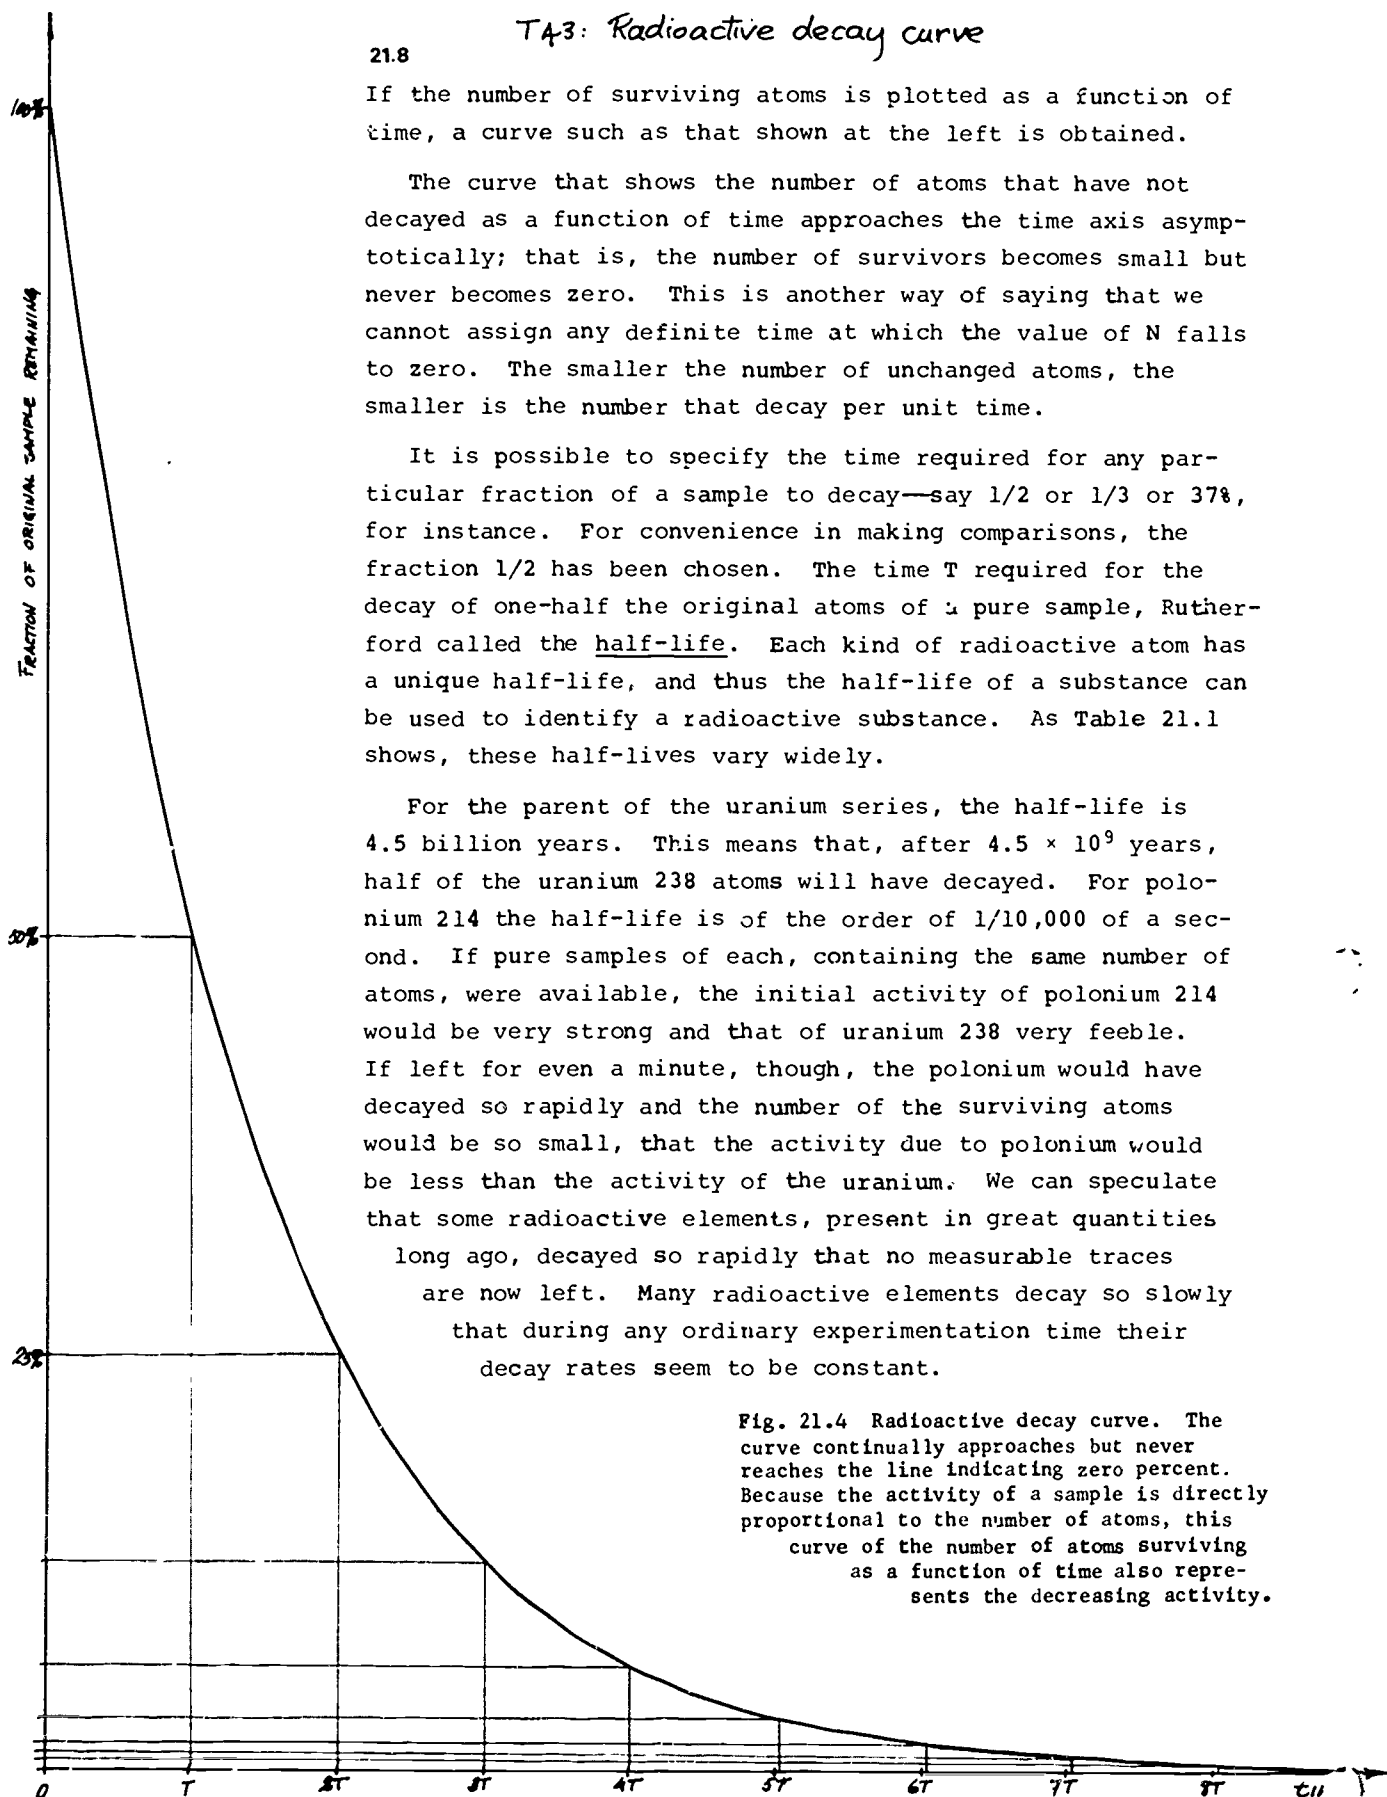 TA3: Radioactive decay curve
21.8
If the number of surviving atoms is plotted as a function of
time, a curve such as that shown at the left is obtained.
The curve that shows the number of atoms that have not
decayed as a function of time approaches the time axis asymp-
totically; that is, the number of survivors becomes small but
never becomes zero. This is another way of saying that we
cannot assign any definite time at which the value of N falls
to zero. The smaller the number of unchanged atoms, the
smaller is the number that decay per unit time.
It is possible to specify the time required for any par-
ticular fraction of a sample to decay—say 1/2 or 1/3 or 37%,
for instance. For convenience in making comparisons, the
fraction 1/2 has been chosen. The time T required for the
decay of one-half the original atoms of a pure sample, Ruther-
ford called the half-life. Each kind of radioactive atom has
a unique half-life, and thus the half-life of a substance can
be used to identify a radioactive substance. As Table 21.1
shows, these half-lives vary widely.
For the parent of the uranium series, the half-life is
4.5 billion years. This means that, after 4.5 × 10⁹ years,
half of the uranium 238 atoms will have decayed. For polo-
nium 214 the half-life is of the order of 1/10,000 of a sec-
ond. If pure samples of each, containing the same number of
atoms, were available, the initial activity of polonium 214
would be very strong and that of uranium 238 very feeble.
If left for even a minute, though, the polonium would have
decayed so rapidly and the number of the surviving atoms
would be so small, that the activity due to polonium would
be less than the activity of the uranium. We can speculate
that some radioactive elements, present in great quantities
long ago, decayed so rapidly that no measurable traces
are now left. Many radioactive elements decay so slowly
that during any ordinary experimentation time their
decay rates seem to be constant.
Fig. 21.4 Radioactive decay curve. The
curve continually approaches but never
reaches the line indicating zero percent.
Because the activity of a sample is directly
proportional to the number of atoms, this
curve of the number of atoms surviving
as a function of time also repre-
sents the decreasing activity.
FRACTION OF ORIGINAL SAMPLE REMAINING
100%
50%
25%
0 T 2T 3T 4T 5T 6T 7T 8T